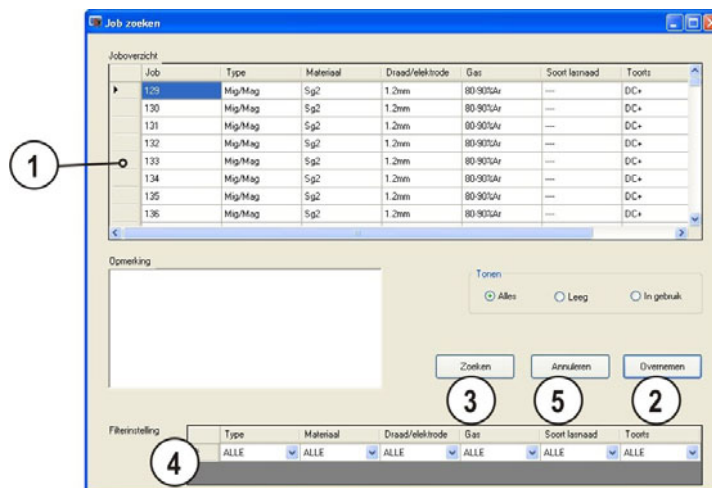 Job zoeken
Joboverzicht
Job Type Materiaal Draad/elektrode Gas Soort lasnaad Toorts
129 Mig/Mag Sg2 1.2mm 80-90%Ar --- DC+
130 Mig/Mag Sg2 1.2mm 80-90%Ar --- DC+
131 Mig/Mag Sg2 1.2mm 80-90%Ar --- DC+
132 Mig/Mag Sg2 1.2mm 80-90%Ar --- DC+
1 133 Mig/Mag Sg2 1.2mm 80-90%Ar --- DC+
134 Mig/Mag Sg2 1.2mm 80-90%Ar --- DC+
135 Mig/Mag Sg2 1.2mm 80-90%Ar --- DC+
136 Mig/Mag Sg2 1.2mm 80-90%Ar --- DC+
Opmerking
Tonen
Alles Leeg In gebruik
Zoeken Annuleren Overnemen
3 5 2
Filterinstelling
Type Materiaal Draad/elektrode Gas Soort lasnaad Toorts
4 ALLE ALLE ALLE ALLE ALLE ALLE